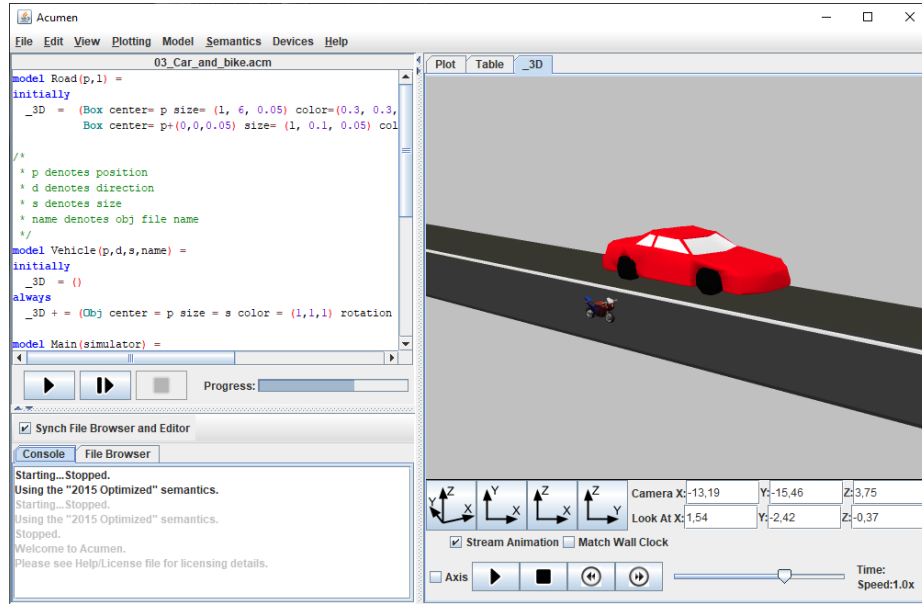 Acumen
File Edit View Plotting Model Semantics Devices Help
03_Car_and_bike.acm
model Road(p,l) =
initially
_3D = (Box center= p size= (l, 6, 0.05) color=(0.3, 0.3,
Box center= p+(0,0,0.05) size= (l, 0.1, 0.05) col
/*
* p denotes position
* d denotes direction
* s denotes size
* name denotes obj file name
*/
model Vehicle(p,d,s,name) =
initially
_3D = ()
always
_3D + = (Obj center = p size = s color = (1,1,1) rotation
model Main(simulator) =
Progress:
Synch File Browser and Editor
Console File Browser
Starting...Stopped.
Using the "2015 Optimized" semantics.
Starting...Stopped.
Using the "2015 Optimized" semantics.
Stopped.
Welcome to Acumen.
Please see Help/License file for licensing details.
Plot Table _3D
Z Y X
Y X
Z X
Z Y
Camera X: -13,19 Y: -15,46 Z: 3,75
Look At X: 1,54 Y: -2,42 Z: -0,37
Stream Animation Match Wall Clock
Axis
Time:
Speed:1.0x